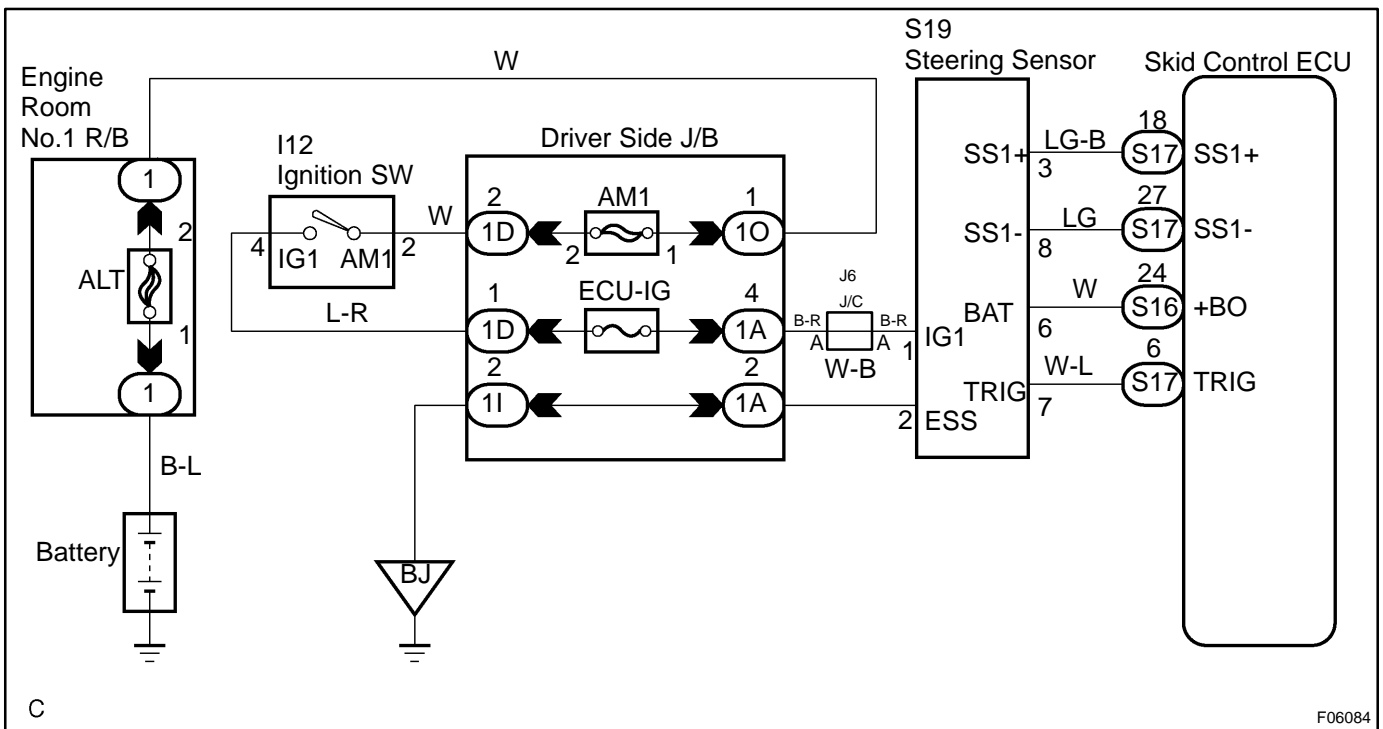 S19
Steering Sensor
Skid Control ECU
Engine
Room
No.1 R/B
W
I12
Ignition SW
Driver Side J/B
1
2
ALT
1
1
B-L
Battery
4
IG1
AM1
2
W
L-R
2
1D
AM1
2
1
1
1O
1
1D
ECU-IG
4
1A
2
1I
2
1A
BJ
J6
J/C
B-R
B-R
A
A
W-B
1
IG1
2
ESS
SS1+
3
LG-B
18
S17
SS1+
SS1-
8
LG
27
S17
SS1-
BAT
6
W
24
S16
+BO
TRIG
7
W-L
6
S17
TRIG
C
F06084